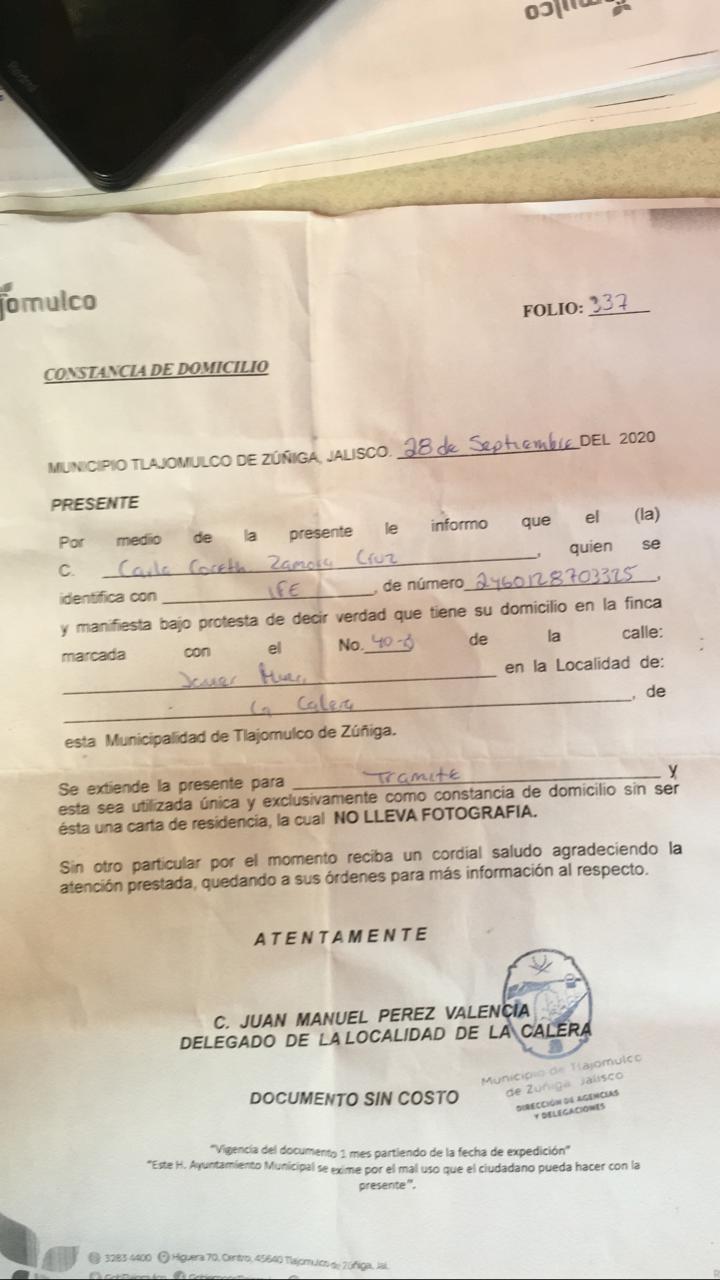 jomulco
FOLIO: 337
CONSTANCIA DE DOMICILIO
MUNICIPIO TLAJOMULCO DE ZÚÑIGA, JALISCO. 28 de Septiembre DEL 2020
PRESENTE
Por medio de la presente le informo que el (la)
C. Zamora Cruz, quien se
identifica con IFE, de número 2460128703325,
y manifiesta bajo protesta de decir verdad que tiene su domicilio en la finca
marcada con el No. de la calle:
en la Localidad de:
La Calera, de
esta Municipalidad de Tlajomulco de Zúñiga.
Se extiende la presente para Tramite y
esta sea utilizada única y exclusivamente como constancia de domicilio sin ser
ésta una carta de residencia, la cual NO LLEVA FOTOGRAFIA.
Sin otro particular por el momento reciba un cordial saludo agradeciendo la
atención prestada, quedando a sus órdenes para más información al respecto.
ATENTAMENTE
C. JUAN MANUEL PEREZ VALENCIA
DELEGADO DE LA LOCALIDAD DE LA CALERA
Municipio de Tlajomulco
de Zúñiga, Jalisco
DIRECCIÓN DE AGENCIAS
Y DELEGACIONES
DOCUMENTO SIN COSTO
"Vigencia del documento 1 mes partiendo de la fecha de expedición"
"Este H. Ayuntamiento Municipal se exime por el mal uso que el ciudadano pueda hacer con la
presente".
3283 4400 Higuera 70, Centro, 45640 Tlajomulco de Zúñiga, Jal.